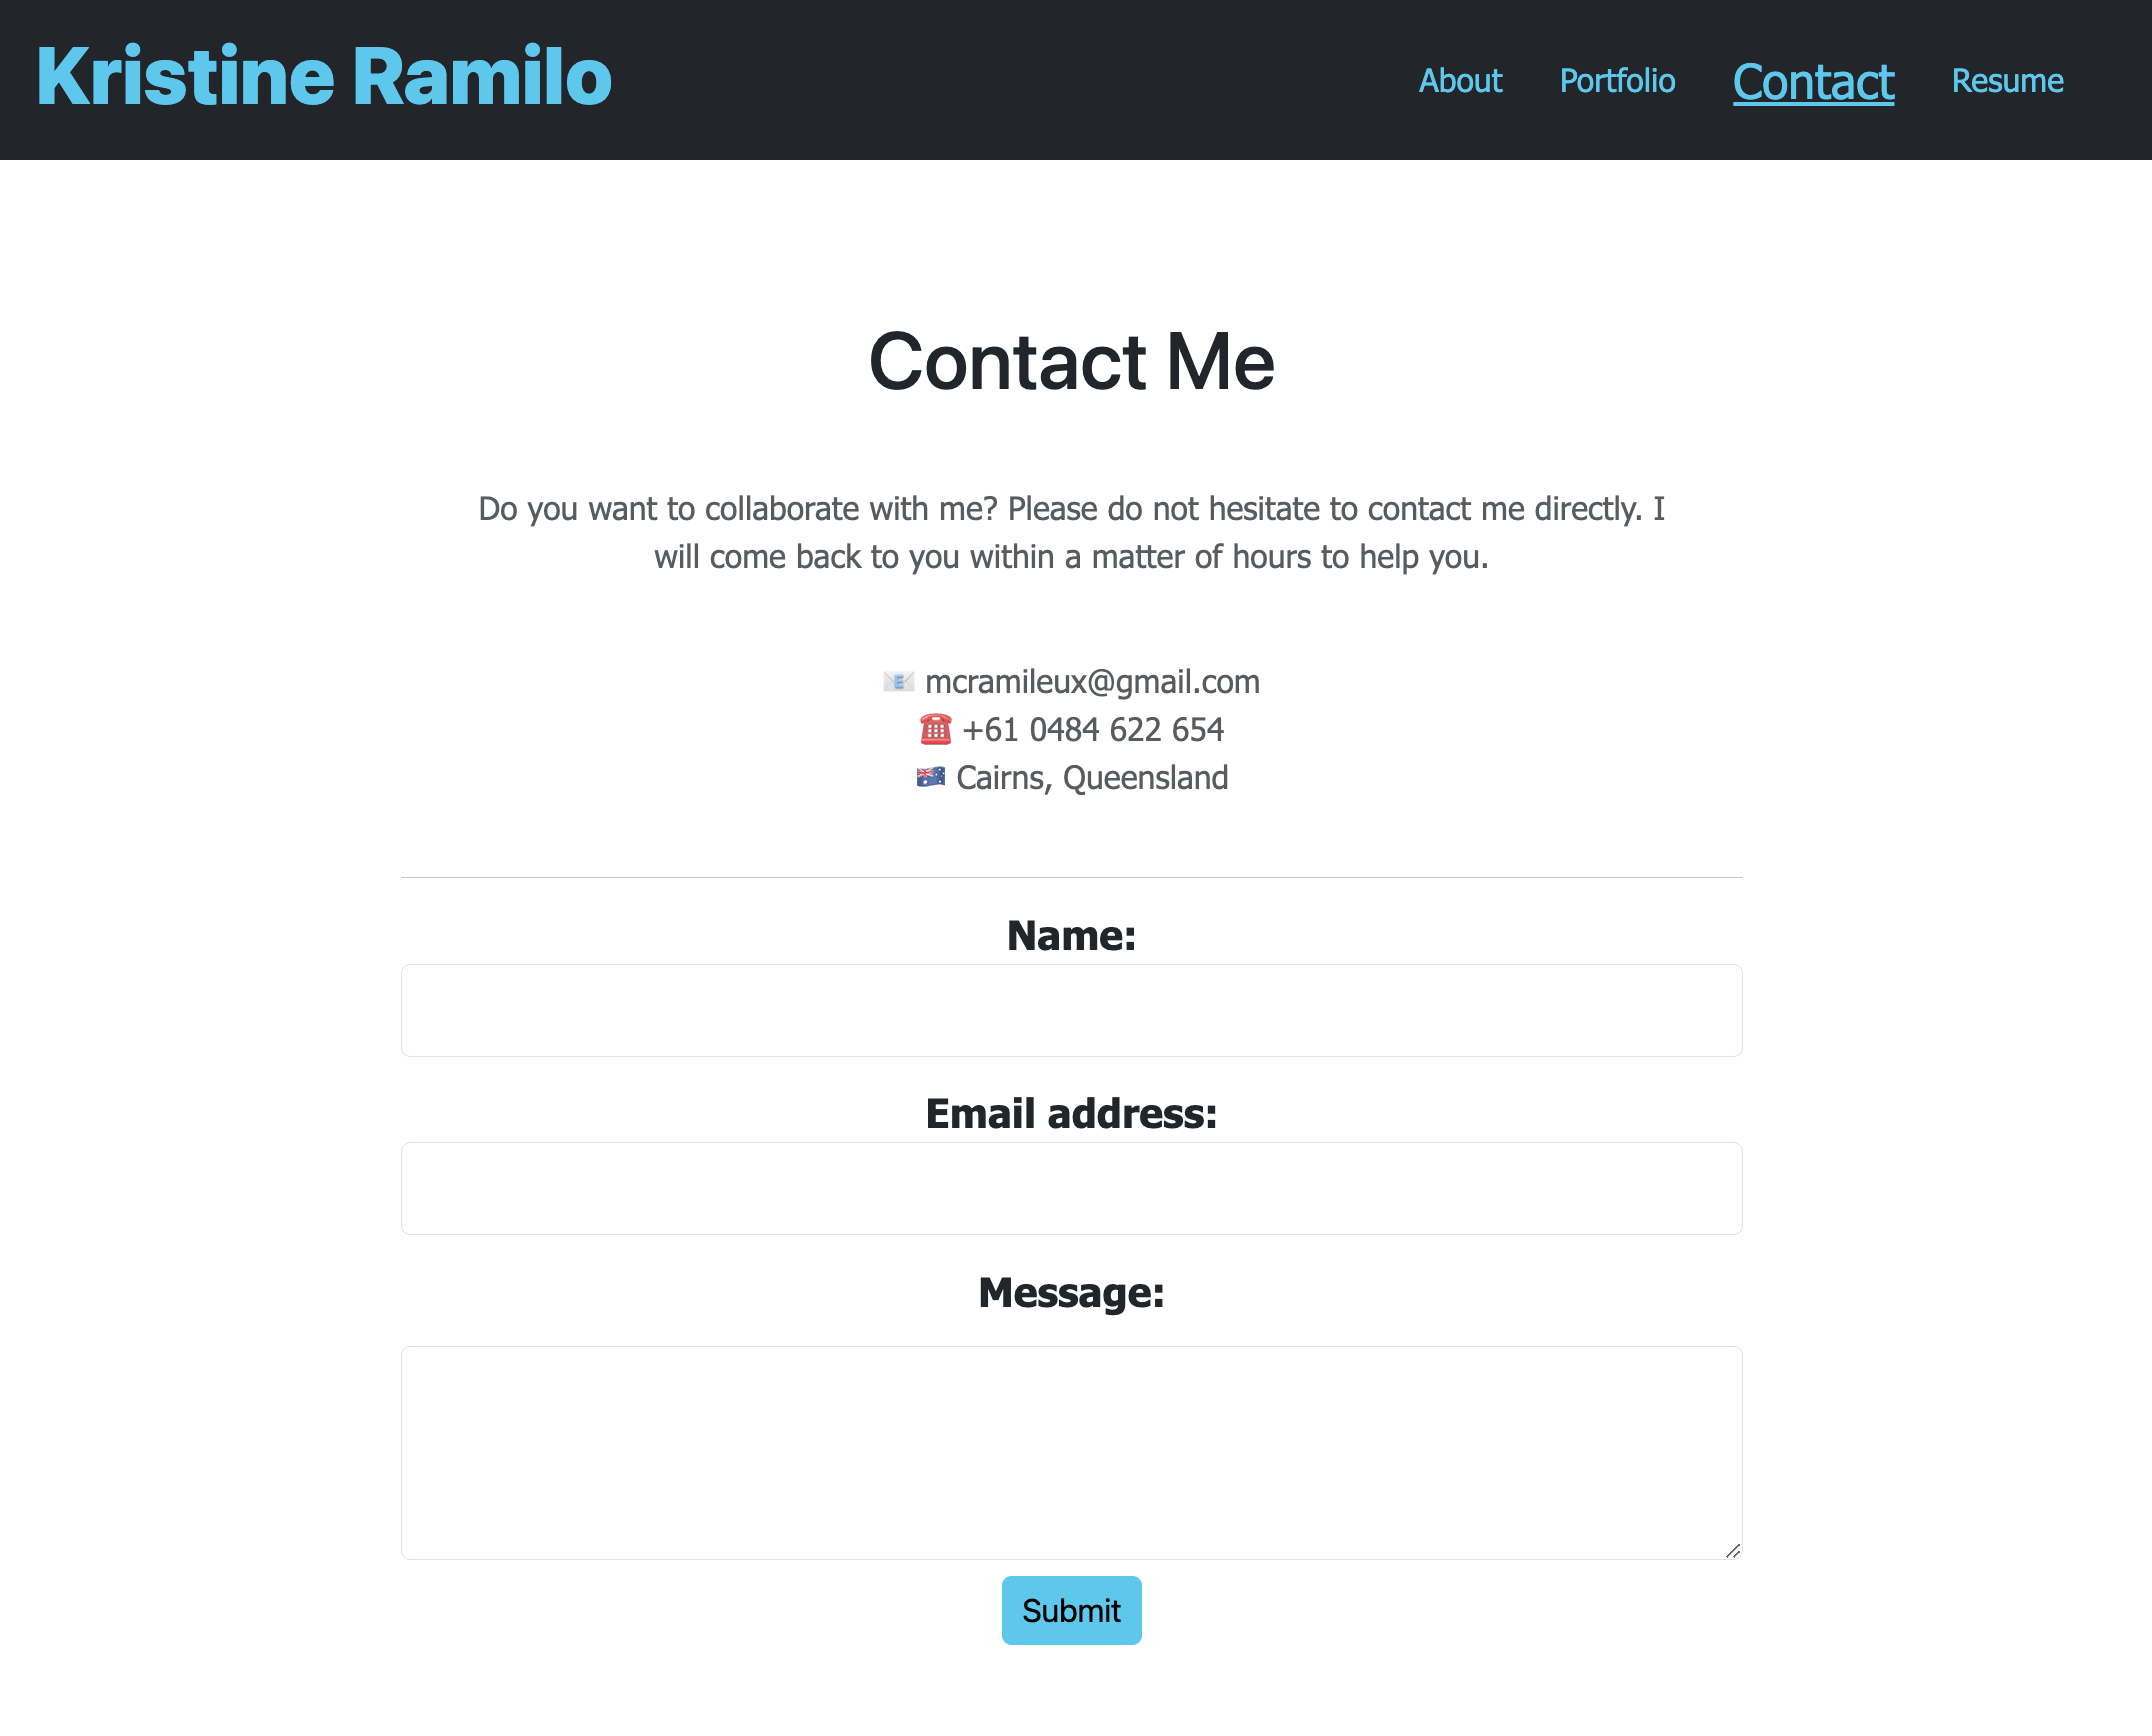 Kristine Ramilo
About Portfolio Contact Resume
Contact Me
Do you want to collaborate with me? Please do not hesitate to contact me directly. I
will come back to you within a matter of hours to help you.
📧 mcramileux@gmail.com
☎️ +61 0484 622 654
🇦🇺 Cairns, Queensland
Name:
Email address:
Message:
Submit